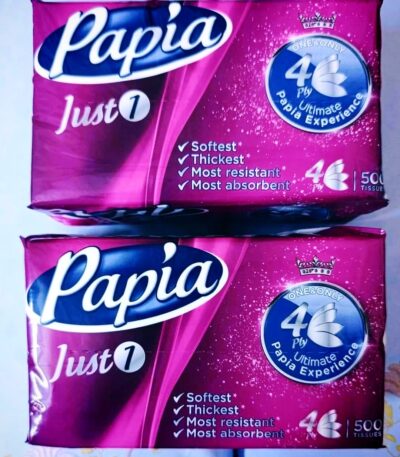 Papia
Just 1
✓ Softest*
✓ Thickest*
✓ Most resistant
✓ Most absorbent
ONE&ONLY
4
Ply
Ultimate
Papia Experience
4 Ply
500
TISSUES
Papia
Just 1
✓ Softest*
✓ Thickest*
✓ Most resistant
✓ Most absorbent
ONE&ONLY
4
Ply
Ultimate
Papia Experience
4 Ply
500
TISSUES